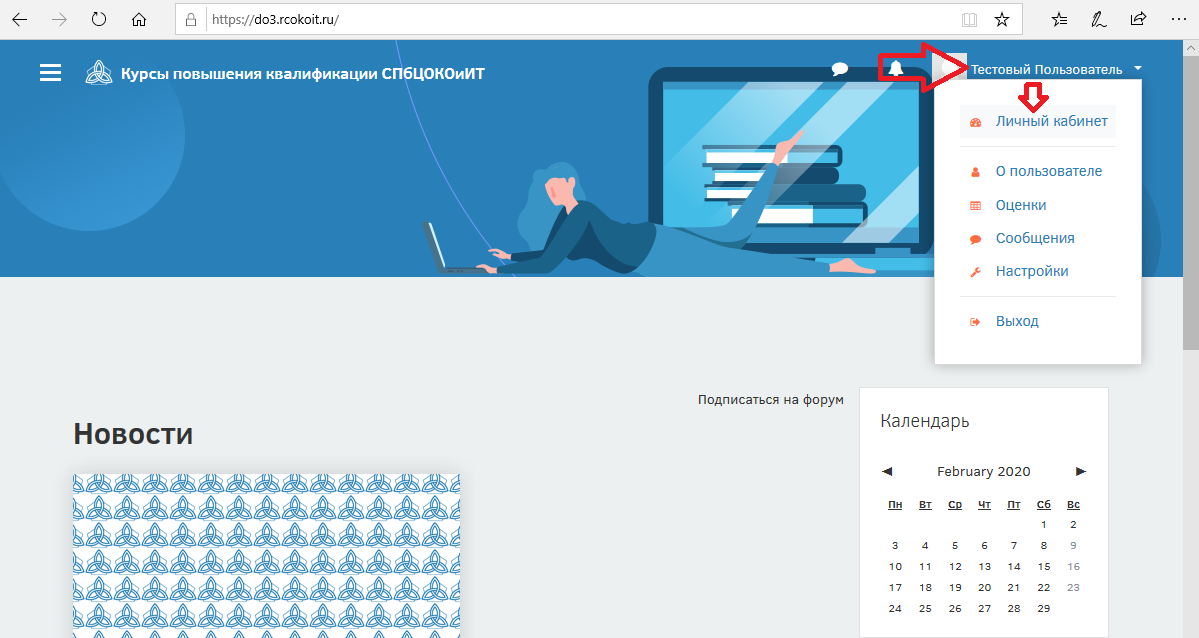 https://do3.rcokoit.ru/
Курсы повышения квалификации СПбЦОКОиИТ
Тестовый Пользователь
Личный кабинет
О пользователе
Оценки
Сообщения
Настройки
Выход
Подписаться на форум
Новости
Календарь
◄ February 2020 ►
Пн Вт Ср Чт Пт Сб Вс
1 2
3 4 5 6 7 8 9
10 11 12 13 14 15 16
17 18 19 20 21 22 23
24 25 26 27 28 29